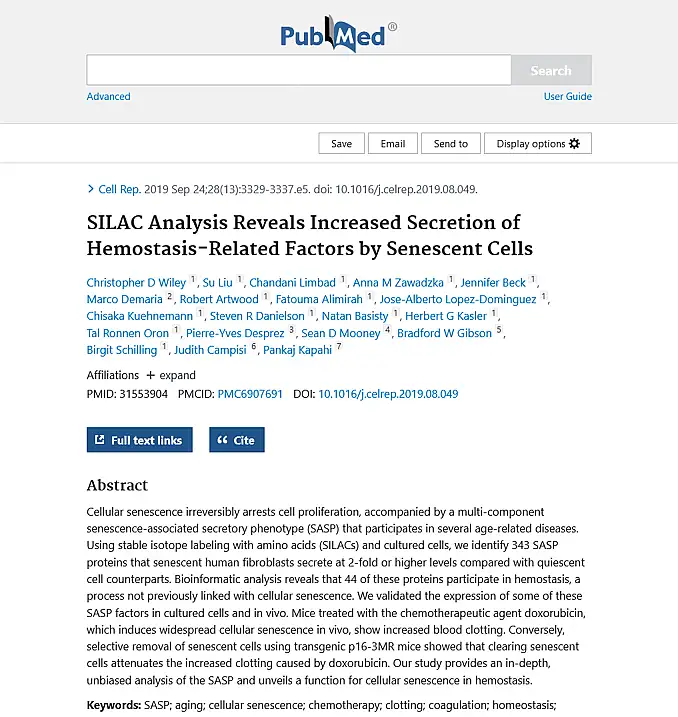 PubMed®
Search
Advanced
User Guide
Save
Email
Send to
Display options
Cell Rep. 2019 Sep 24;28(13):3329-3337.e5. doi: 10.1016/j.celrep.2019.08.049.
SILAC Analysis Reveals Increased Secretion of
Hemostasis-Related Factors by Senescent Cells
Christopher D Wiley 1, Su Liu 1, Chandani Limbad 1, Anna M Zawadzka 1, Jennifer Beck 1,
Marco Demaria 2, Robert Artwood 1, Fatouma Alimirah 1, Jose-Alberto Lopez-Dominguez 1,
Chisaka Kuehnemann 1, Steven R Danielson 1, Natan Basisty 1, Herbert G Kasler 1,
Tal Ronnen Oron 1, Pierre-Yves Desprez 3, Sean D Mooney 4, Bradford W Gibson 5,
Birgit Schilling 1, Judith Campisi 6, Pankaj Kapahi 7
Affiliations + expand
PMID: 31553904 PMCID: PMC6907691 DOI: 10.1016/j.celrep.2019.08.049
Full text links
Cite
Abstract
Cellular senescence irreversibly arrests cell proliferation, accompanied by a multi-component
senescence-associated secretory phenotype (SASP) that participates in several age-related diseases.
Using stable isotope labeling with amino acids (SILACs) and cultured cells, we identify 343 SASP
proteins that senescent human fibroblasts secrete at 2-fold or higher levels compared with quiescent
cell counterparts. Bioinformatic analysis reveals that 44 of these proteins participate in hemostasis, a
process not previously linked with cellular senescence. We validated the expression of some of these
SASP factors in cultured cells and in vivo. Mice treated with the chemotherapeutic agent doxorubicin,
which induces widespread cellular senescence in vivo, show increased blood clotting. Conversely,
selective removal of senescent cells using transgenic p16-3MR mice showed that clearing senescent
cells attenuates the increased clotting caused by doxorubicin. Our study provides an in-depth,
unbiased analysis of the SASP and unveils a function for cellular senescence in hemostasis.
Keywords: SASP; aging; cellular senescence; chemotherapy; clotting; coagulation; homeostasis;